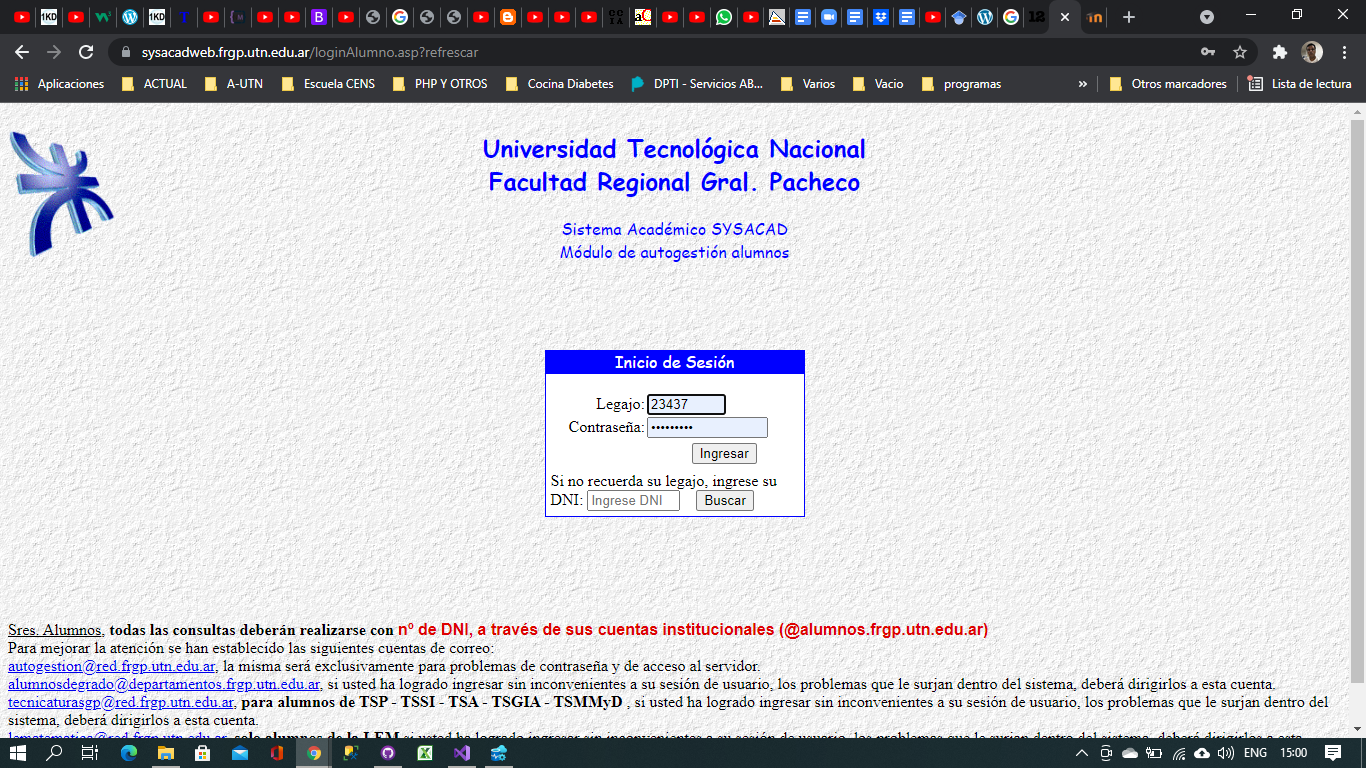 sysacadweb.frgp.utn.edu.ar/loginAlumno.asp?refrescar
Aplicaciones ACTUAL A-UTN Escuela CENS PHP Y OTROS Cocina Diabetes DPTI - Servicios AB... Varios Vacio programas » Otros marcadores Lista de lectura
Universidad Tecnológica Nacional
Facultad Regional Gral. Pacheco
Sistema Académico SYSACAD
Módulo de autogestión alumnos
Inicio de Sesión
Legajo: 23437
Contraseña: •••••••••
Ingresar
Si no recuerda su legajo, ingrese su
DNI: Ingrese DNI Buscar
Sres. Alumnos, todas las consultas deberán realizarse con nº de DNI, a través de sus cuentas institucionales (@alumnos.frgp.utn.edu.ar)
Para mejorar la atención se han establecido las siguientes cuentas de correo:
autogestion@red.frgp.utn.edu.ar, la misma será exclusivamente para problemas de contraseña y de acceso al servidor.
alumnosdegrado@departamentos.frgp.utn.edu.ar, si usted ha logrado ingresar sin inconvenientes a su sesión de usuario, los problemas que le surjan dentro del sistema, deberá dirigirlos a esta cuenta.
tecnicaturasgp@red.frgp.utn.edu.ar, para alumnos de TSP - TSSI - TSA - TSGIA - TSMMyD , si usted ha logrado ingresar sin inconvenientes a su sesión de usuario, los problemas que le surjan dentro del
sistema, deberá dirigirlos a esta cuenta.
ENG 15:00